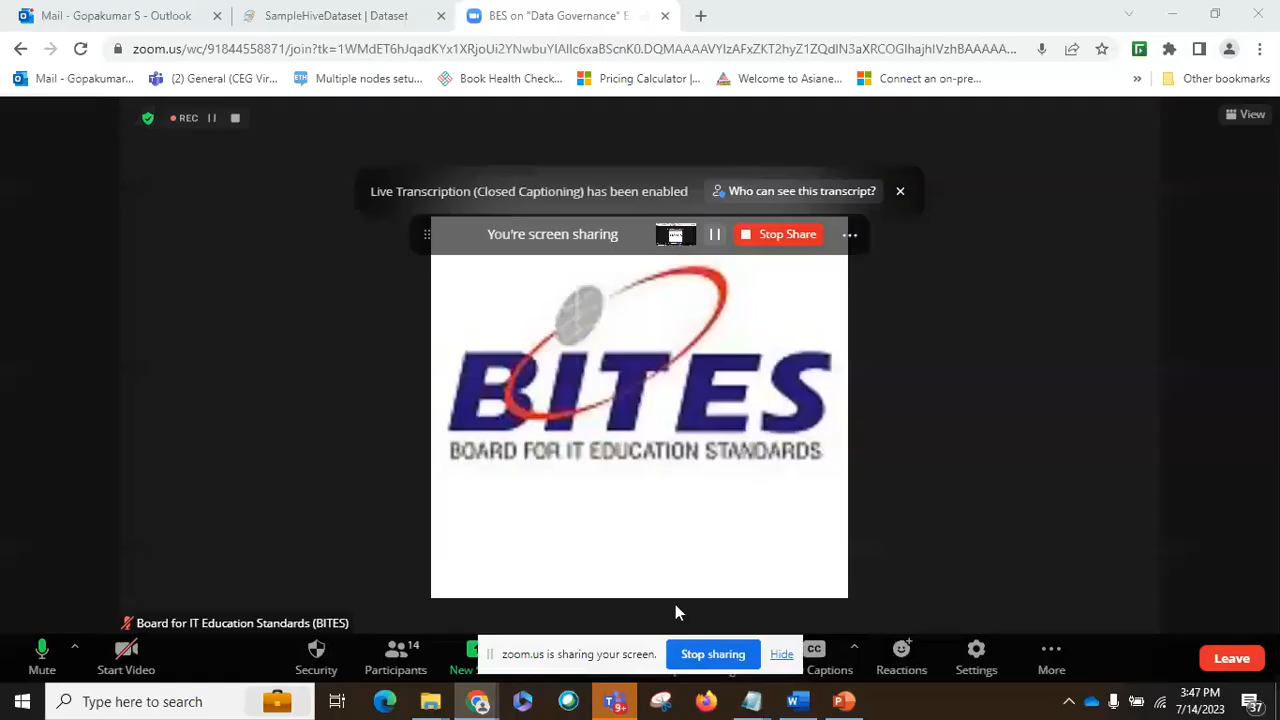 Mail - Gopakumar S - Outlook
SampleHiveDataset | Dataset
BES on "Data Governance"
zoom.us/wc/91844558871/join?tk=
Mail - Gopakumar...
(2) General (CEG Vir...
Multiple nodes setu...
Book Health Check...
Pricing Calculator |...
Welcome to Asiane...
Connect an on-pre...
»
Other bookmarks
REC
View
Live Transcription (Closed Captioning) has been enabled
Who can see this transcript?
You're screen sharing
Stop Share
BITES
BOARD FOR IT EDUCATION STANDARDS
Board for IT Education Standards (BITES)
Mute
Start Video
Security
14
Participants
New
zoom.us is sharing your screen.
Stop sharing
Hide
CC
Captions
Reactions
Settings
More
Leave
Type here to search
9+
3:47 PM
7/14/2023
37